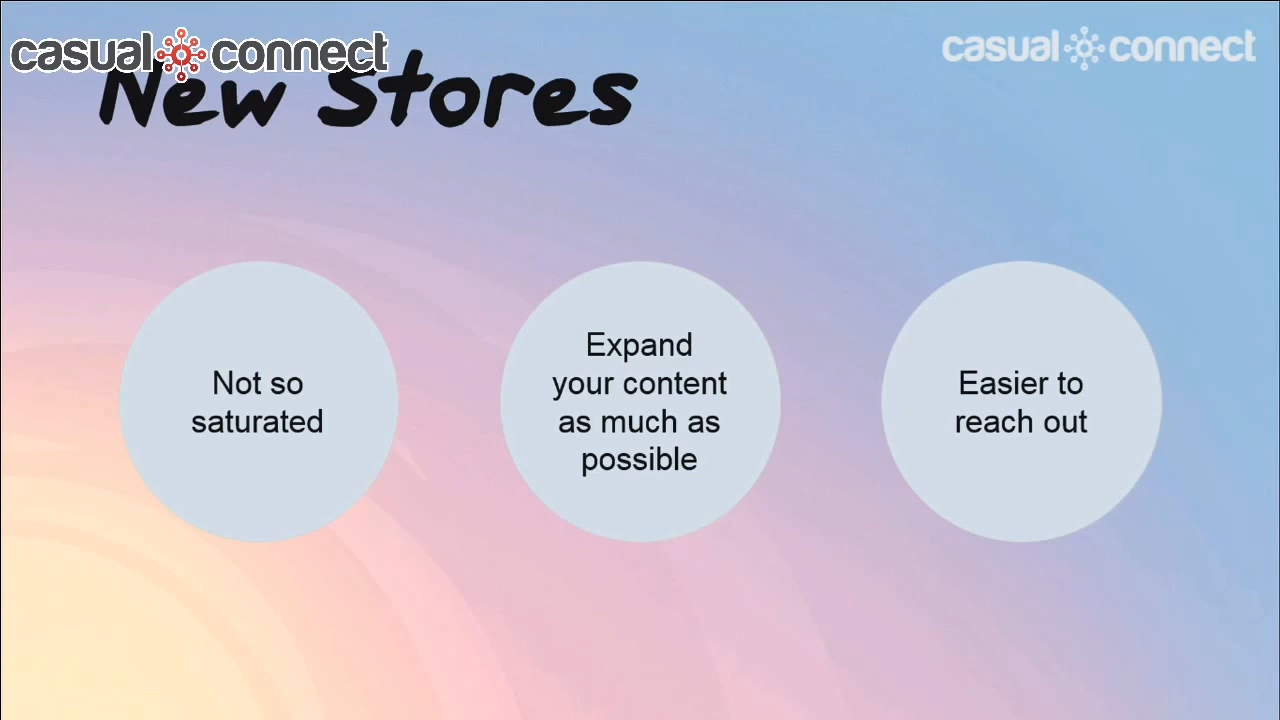 casual connect
casual connect
New Stores
Not so
saturated
Expand
your content
as much as
possible
Easier to
reach out